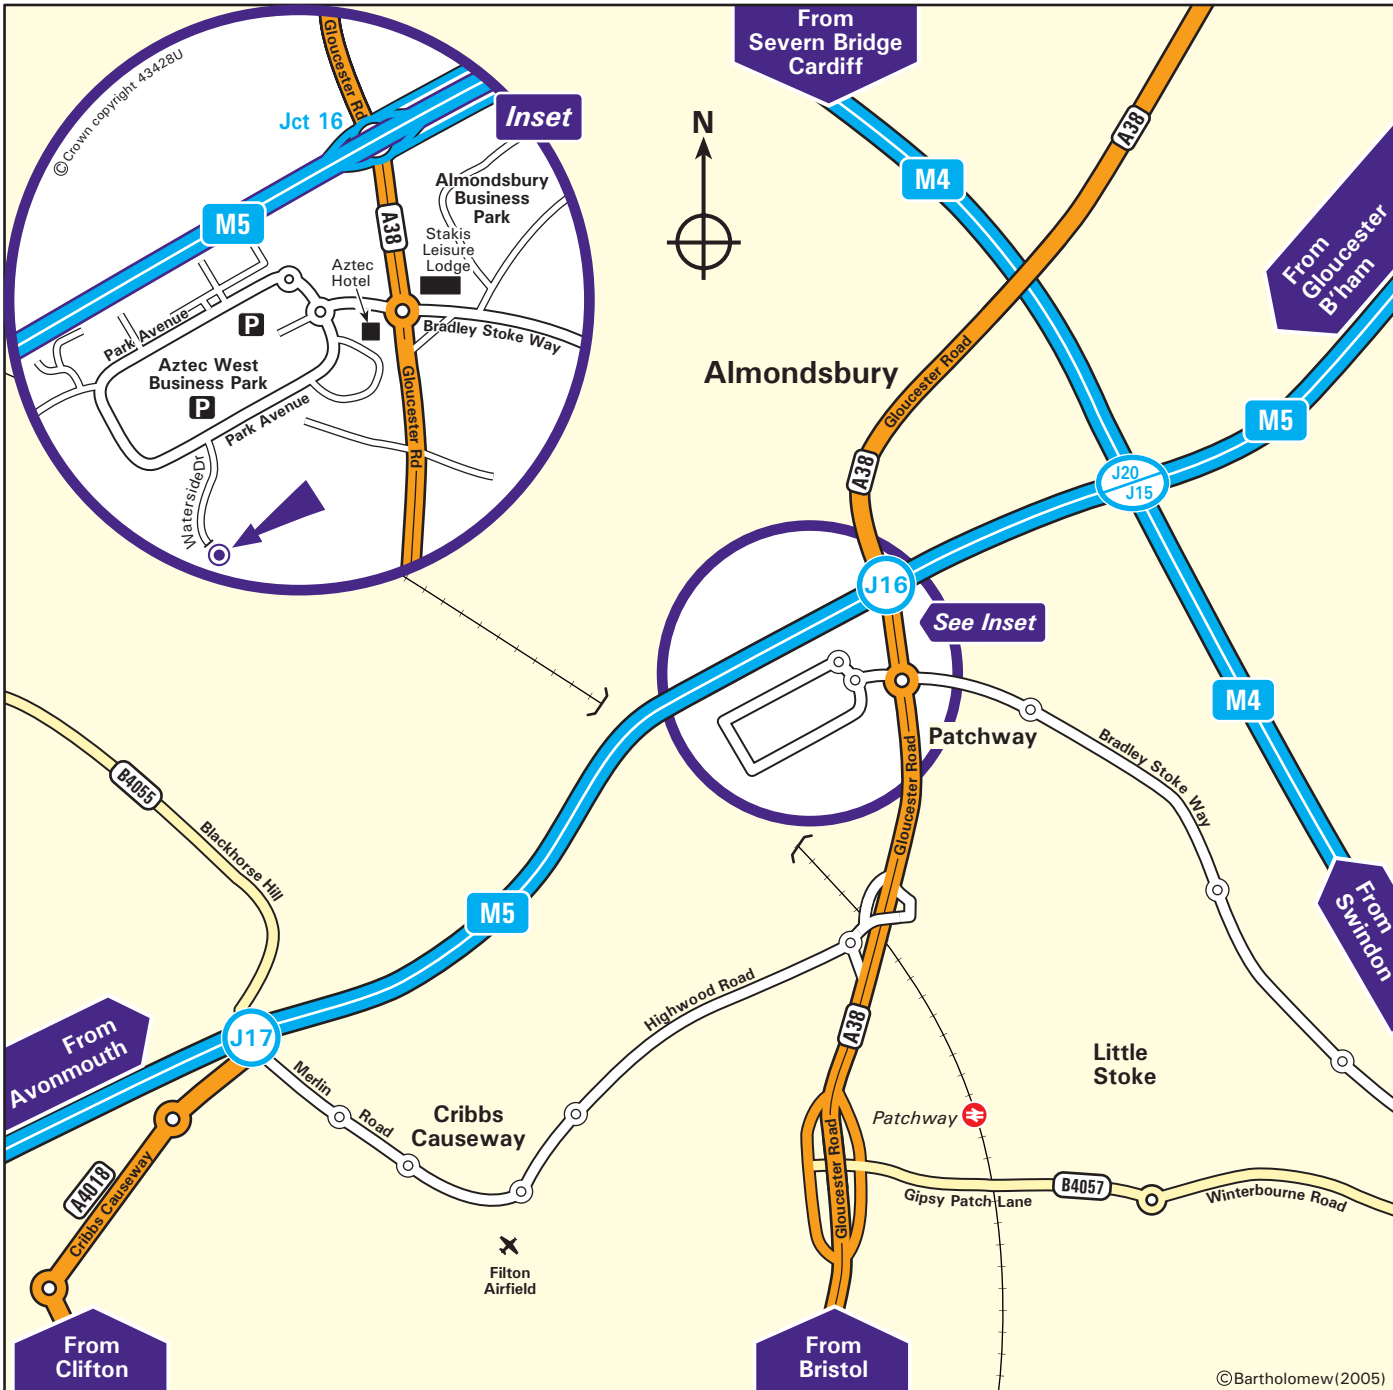 © Crown copyright 43428U
Gloucester Rd
Jct 16
Inset
M5
A38
Almondsbury
Business
Park
Stakis
Leisure
Lodge
Aztec
Hotel
Park Avenue
P
Bradley Stoke Way
Aztec West
Business Park
P
Park Avenue
Gloucester Rd
Waterside Dr
From
Severn Bridge
Cardiff
N
M4
A38
From
Gloucester
B'ham
Almondsbury
Gloucester Road
M5
A38
J20
J15
J16
See Inset
M4
Patchway
Bradley Stoke Way
Gloucester Road
B4055
Blackhorse Hill
M5
From
Swindon
Highwood Road
From
Avonmouth
J17
A38
Merlin
Road
Cribbs
Causeway
Little
Stoke
Patchway
Gloucester Road
A4018
Cribbs Causeway
Gipsy Patch Lane
B4057
Winterbourne Road
Filton
Airfield
From
Clifton
From
Bristol
©Bartholomew(2005)